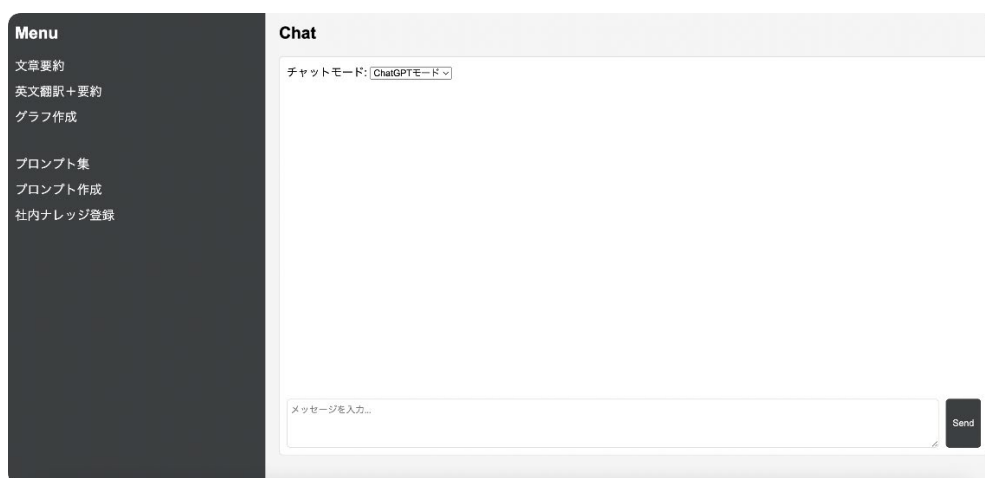 Menu
文章要約
英文翻訳＋要約
グラフ作成
プロンプト集
プロンプト作成
社内ナレッジ登録
Chat
チャットモード: ChatGPTモード
メッセージを入力...
Send